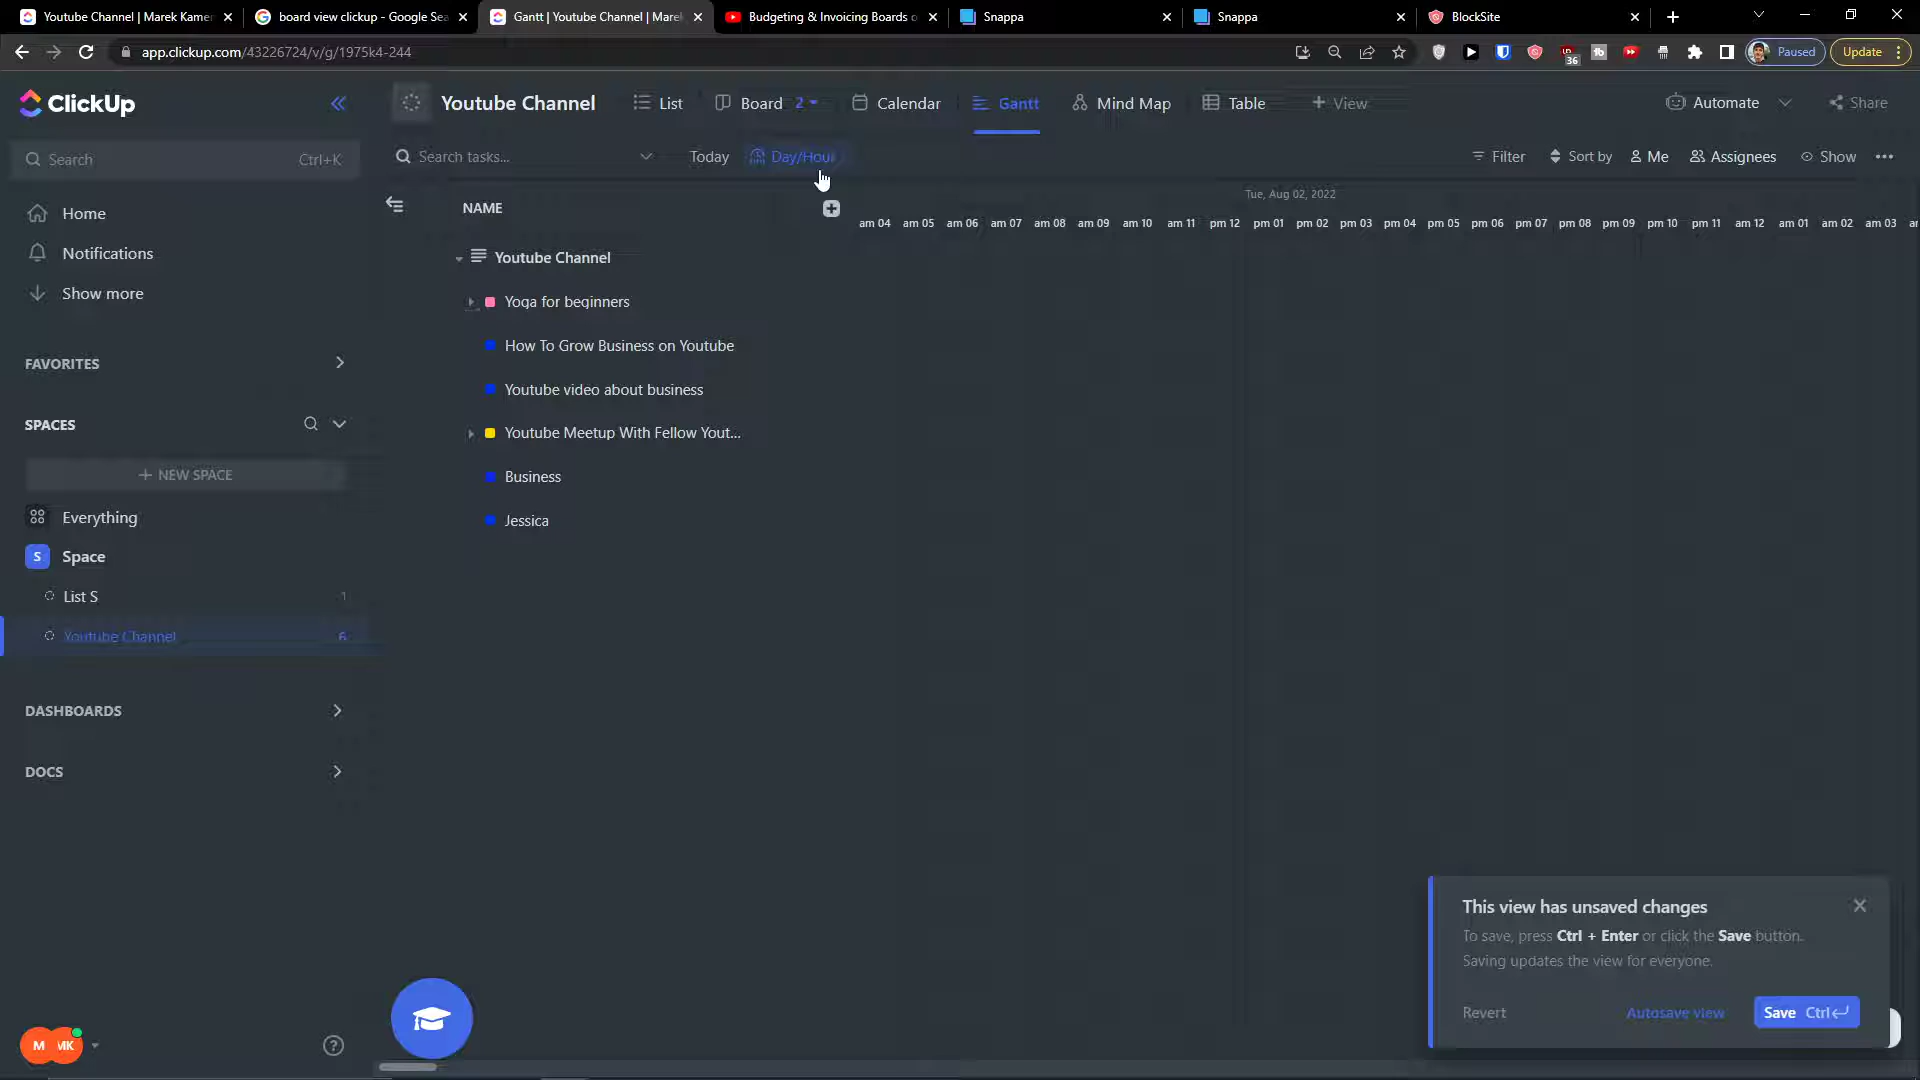 Youtube Channel | Marek Kamer
board view clickup - Google Sea
Gantt | Youtube Channel | Marek
Budgeting & Invoicing Boards o
Snappa
Snappa
BlockSite
app.clickup.com/43226724/v/g/1975k4-244
36
Paused
Update
ClickUp
Youtube Channel
List
Board 2
Calendar
Gantt
Mind Map
Table
+ View
Automate
Share
Search Ctrl+K
Search tasks...
Today
Day/Hour
Filter
Sort by
Me
Assignees
Show
Home
Notifications
Show more
FAVORITES
SPACES
+ NEW SPACE
Everything
S Space
List S 1
Youtube Channel 6
DASHBOARDS
DOCS
M MK
NAME
Tue, Aug 02, 2022
am 04 am 05 am 06 am 07 am 08 am 09 am 10 am 11 pm 12 pm 01 pm 02 pm 03 pm 04 pm 05 pm 06 pm 07 pm 08 pm 09 pm 10 pm 11 am 12 am 01 am 02 am 03
Youtube Channel
Yoga for beginners
How To Grow Business on Youtube
Youtube video about business
Youtube Meetup With Fellow Yout...
Business
Jessica
This view has unsaved changes
To save, press Ctrl + Enter or click the Save button.
Saving updates the view for everyone.
Revert
Autosave view
Save Ctrl